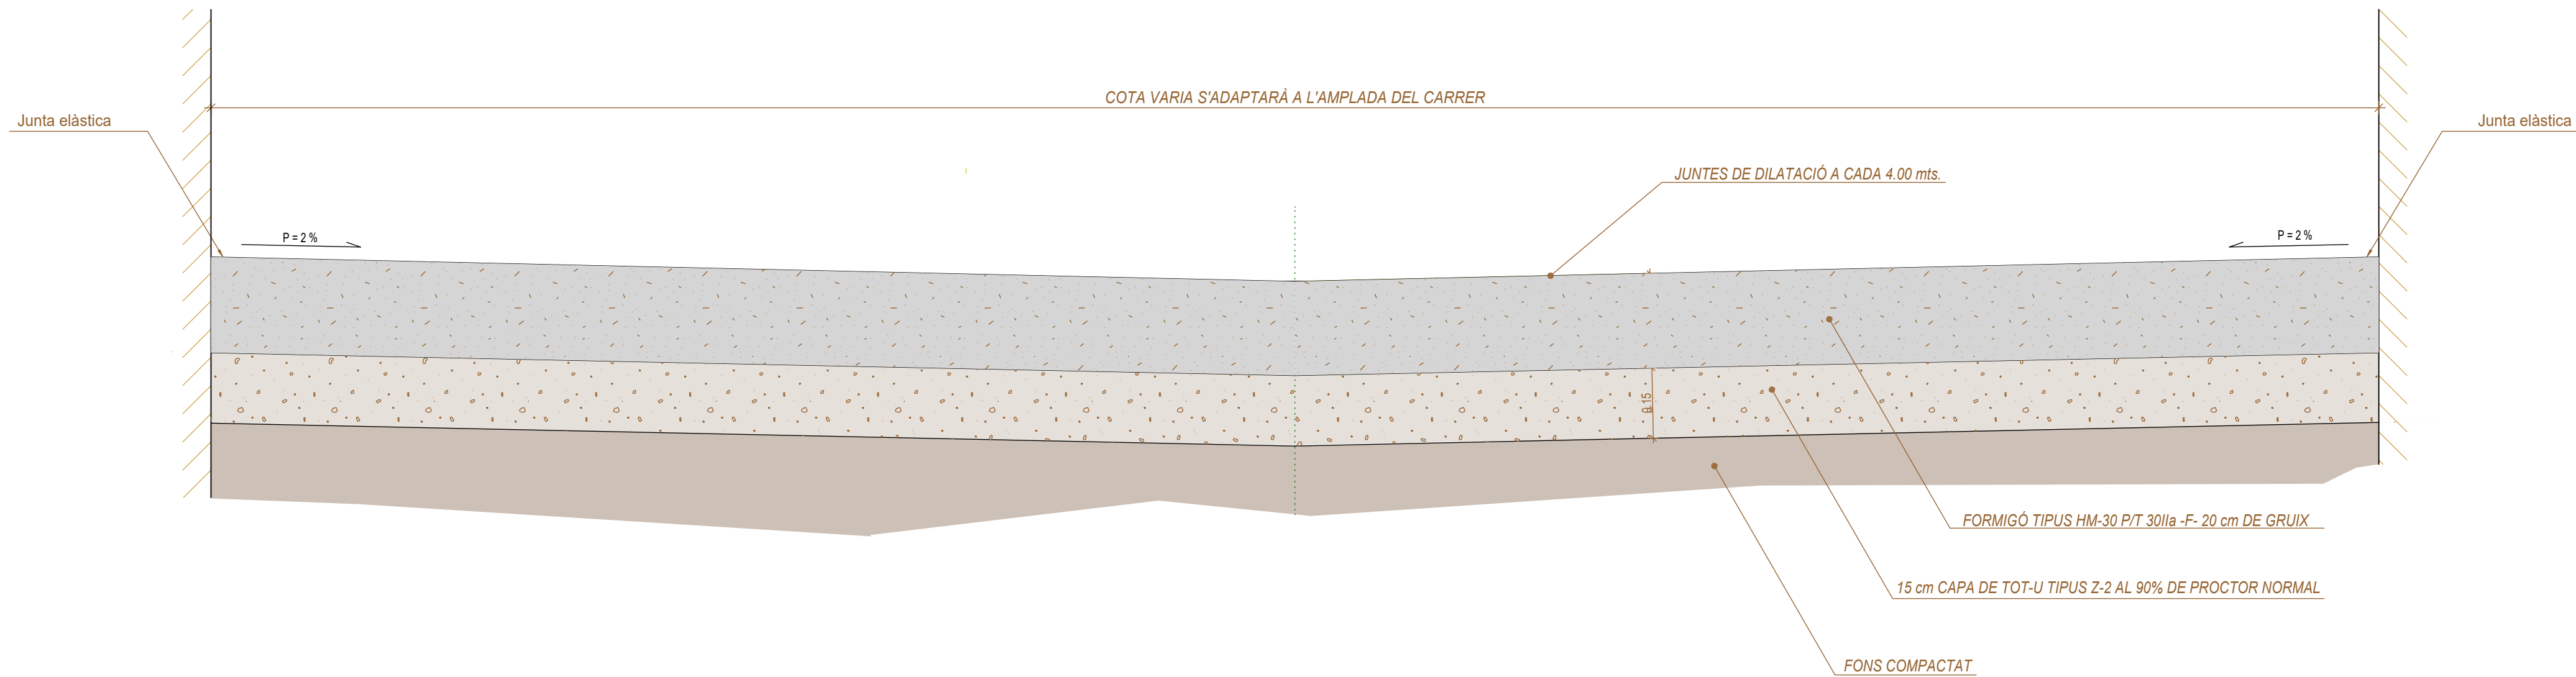 COTA VARIA S'ADAPTARÀ A L'AMPLADA DEL CARRER
Junta elàstica
Junta elàstica
JUNTES DE DILATACIÓ A CADA 4.00 mts.
P = 2 %
P = 2 %
0.15
FORMIGÓ TIPUS HM-30 P/T 30IIa -F- 20 cm DE GRUIX
15 cm CAPA DE TOT-U TIPUS Z-2 AL 90% DE PROCTOR NORMAL
FONS COMPACTAT